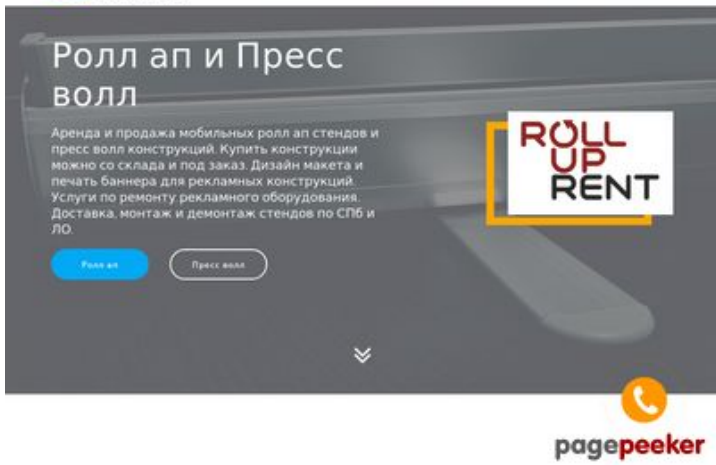 Ролл ап и Пресс
волл
Аренда и продажа мобильных ролл ап стендов и
пресс волл конструкций. Купить конструкции
можно со склада и под заказ. Дизайн макета и
печать баннера для рекламных конструкций.
Услуги по ремонту рекламного оборудования.
Доставка, монтаж и демонтаж стендов по СПб и
ЛО.
Ролл ап
Пресс волл
ROLL
UP
RENT
pagepeeker